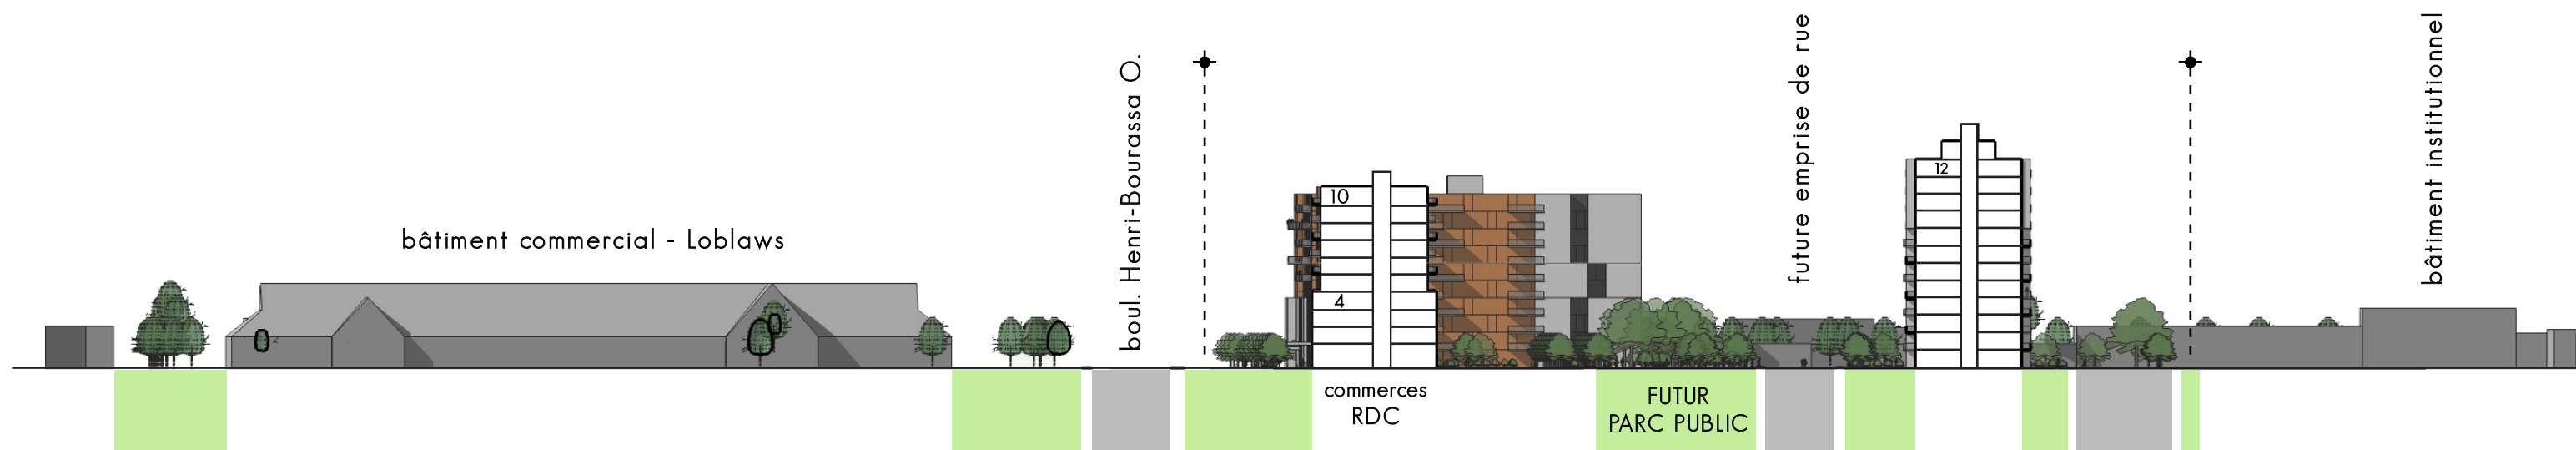 bâtiment commercial - Loblaws
boul. Henri-Bourassa O.
10
4
commerces
RDC
FUTUR
PARC PUBLIC
future emprise de rue
12
bâtiment institutionnel